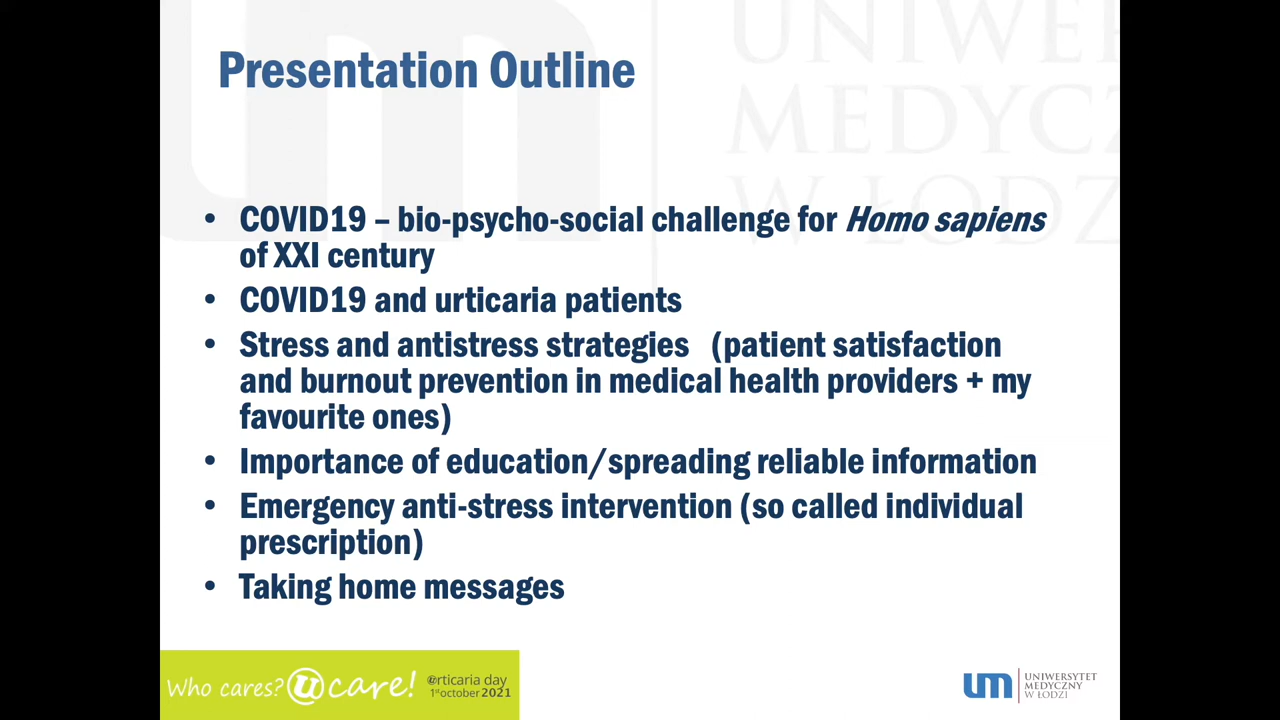 Presentation Outline
UNIWER
MEDYCZ
W ŁODZ
• COVID19 – bio-psycho-social challenge for Homo sapiens
of XXI century
• COVID19 and urticaria patients
• Stress and antistress strategies (patient satisfaction
and burnout prevention in medical health providers + my
favourite ones)
• Importance of education/spreading reliable information
• Emergency anti-stress intervention (so called individual
prescription)
• Taking home messages
Who cares? u care!
@rticaria day
1st october 2021
um
UNIWERSYTET
MEDYCZNY
W ŁODZI